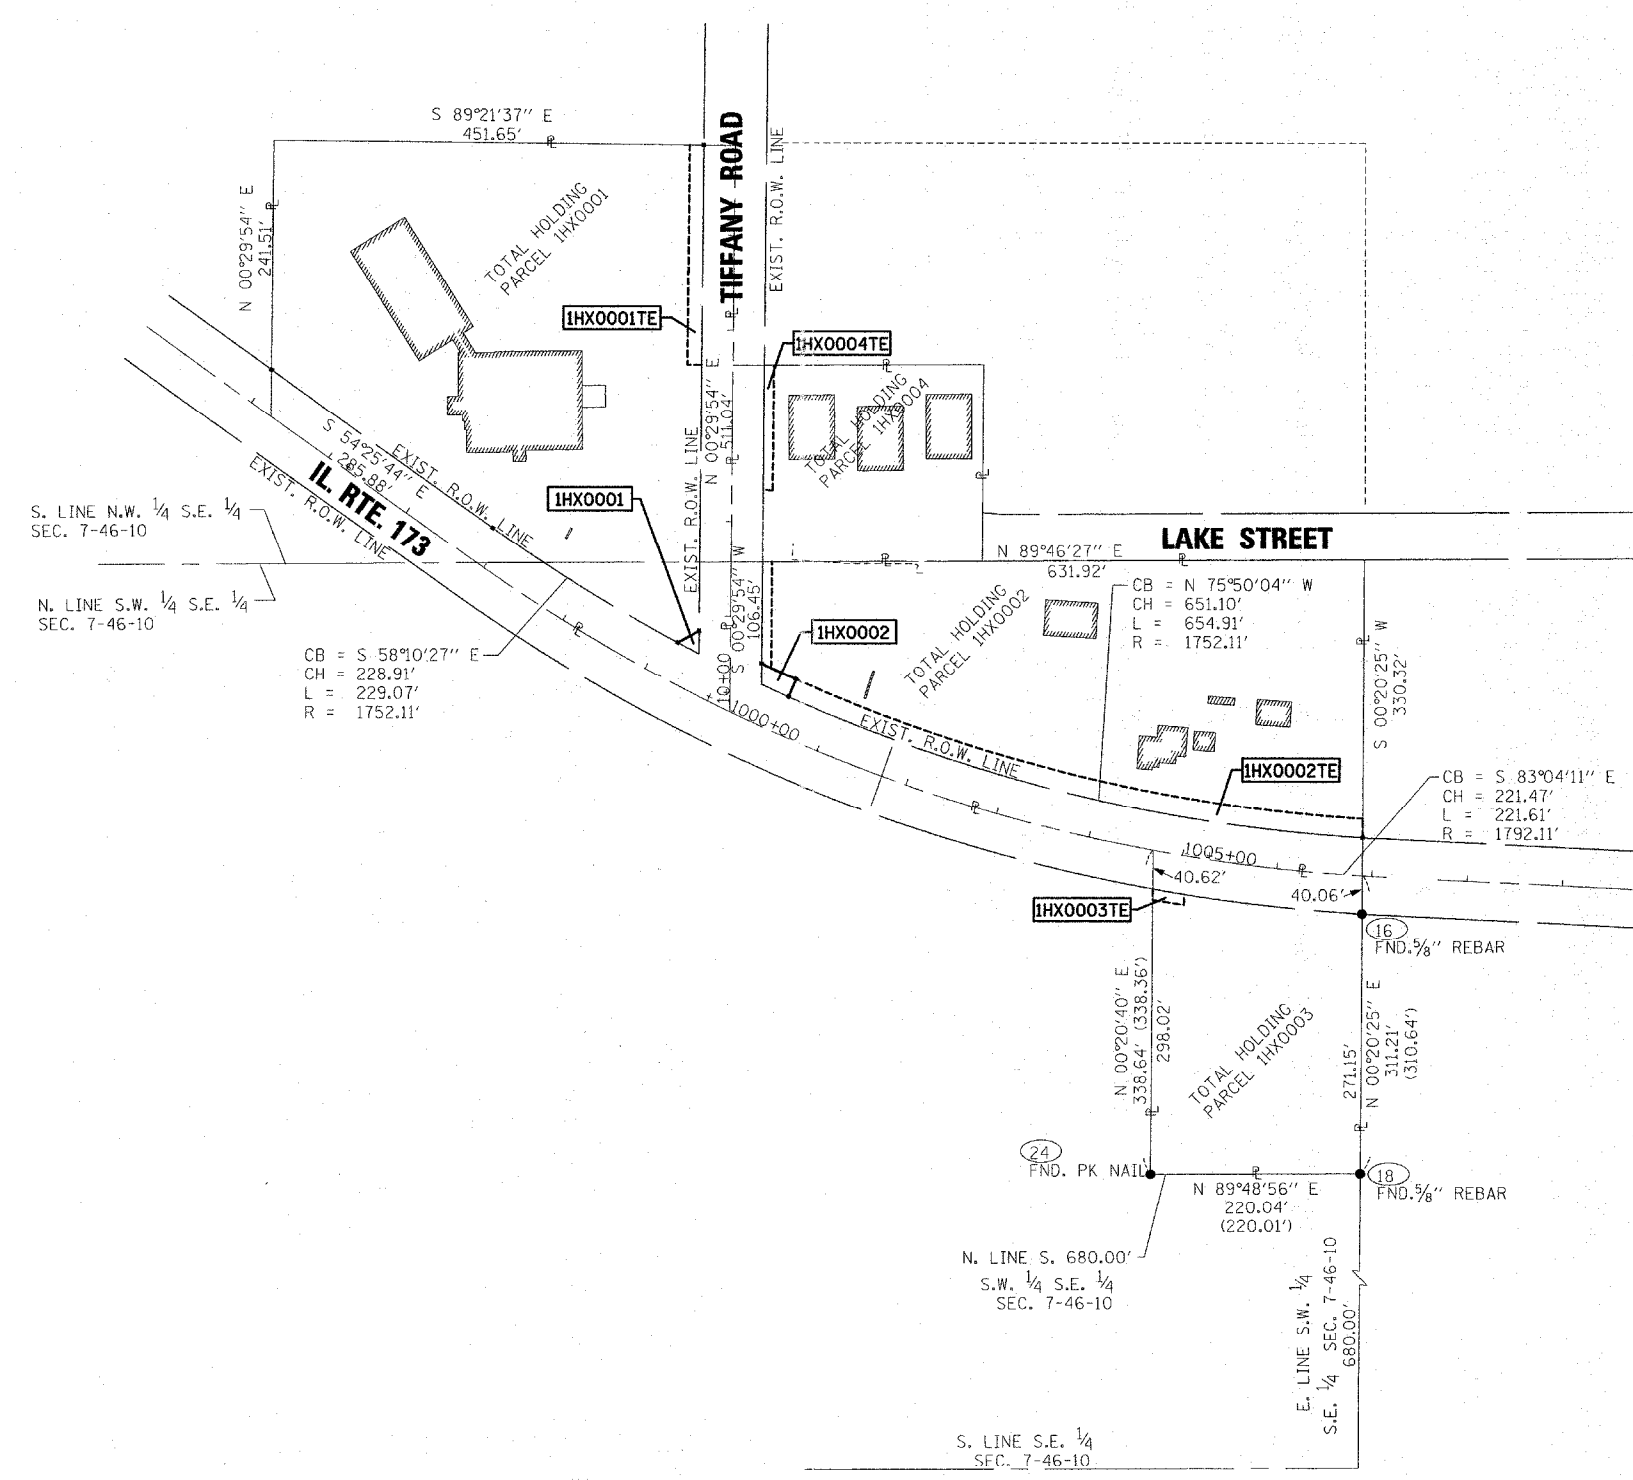 S 89°21'37" E
451.65'
TIFFANY ROAD
EXIST. R.O.W. LINE
N 00°29'54" E
241.51'
TOTAL HOLDING
PARCEL 1HX0001
1HX0001TE
1HX0004TE
N 00°29'54" E
511.04'
TOTAL HOLDING
PARCEL 1HX0004
EXIST. R.O.W. LINE
S 54°25'44" E
285.88'
EXIST. R.O.W. LINE
IL. RTE. 173
EXIST. R.O.W. LINE
1HX0001
S. LINE N.W. 1/4 S.E. 1/4
SEC. 7-46-10
N. LINE S.W. 1/4 S.E. 1/4
SEC. 7-46-10
LAKE STREET
N 89°46'27" E
631.92'
S 00°29'54" W
106.45'
1HX0002
TOTAL HOLDING
PARCEL 1HX0002
CB = N 75°50'04" W
CH = 651.10'
L = 654.91'
R = 1752.11'
CB = S 58°10'27" E
CH = 228.91'
L = 229.07'
R = 1752.11'
10+00
1000+00
EXIST. R.O.W. LINE
S 00°20'25" W
330.32'
1HX0002TE
CB = S 83°04'11" E
CH = 221.47'
L = 221.61'
R = 1792.11'
1005+00
40.62'
40.06'
1HX0003TE
16
FND. 5/8" REBAR
N 00°20'40" E
338.64' (338.36')
298.02'
TOTAL HOLDING
PARCEL 1HX0003
271.15'
N 00°20'25" E
311.21'
(310.64')
24
FND. PK NAIL
18
FND. 5/8" REBAR
N 89°48'56" E
220.04'
(220.01')
N. LINE S. 680.00'
S.W. 1/4 S.E. 1/4
SEC. 7-46-10
E. LINE S.W. 1/4
S.E. 1/4 SEC. 7-46-10
680.00'
S. LINE S.E. 1/4
SEC. 7-46-10